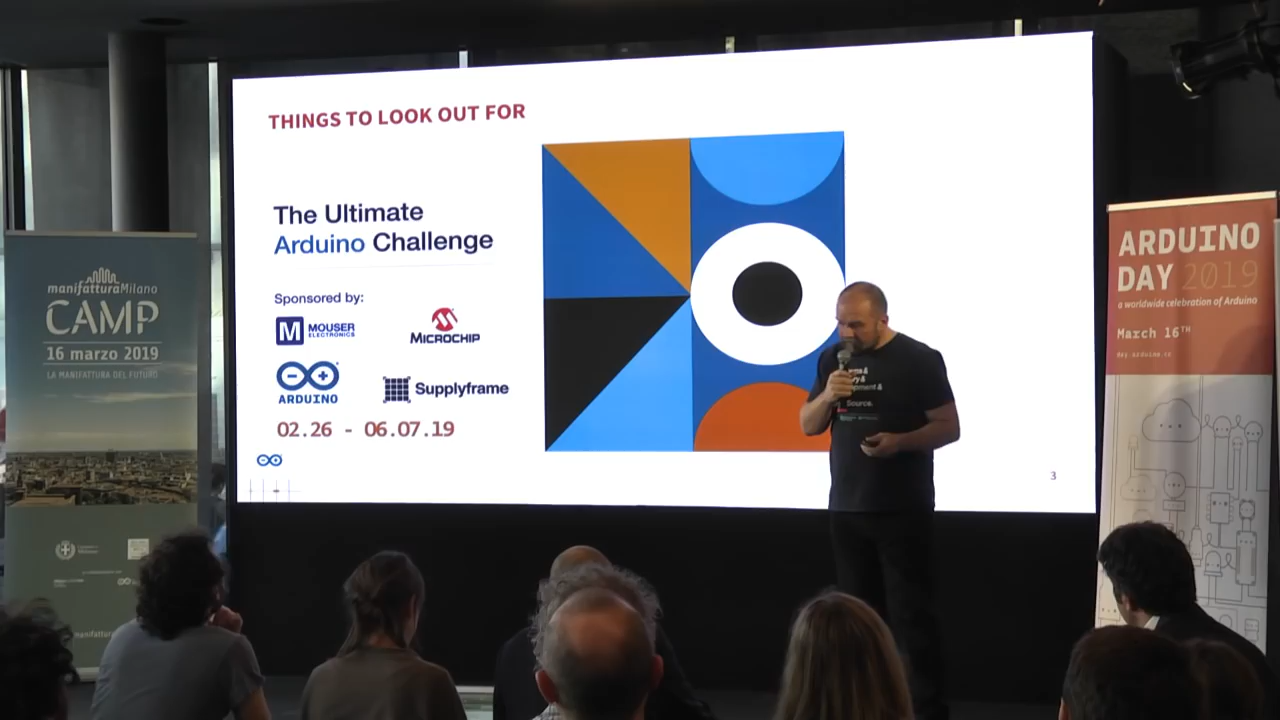 THINGS TO LOOK OUT FOR
The Ultimate
Arduino Challenge
Sponsored by:
MOUSER
ELECTRONICS
MICROCHIP
ARDUINO
Supplyframe
02.26 - 06.07.19
3
manifatturaMilano
CAMP
16 marzo 2019
LA MANIFATTURA DEL FUTURO
ARDUINO
DAY 2019
a worldwide celebration of Arduino
March 16TH
day.arduino.cc
Source.